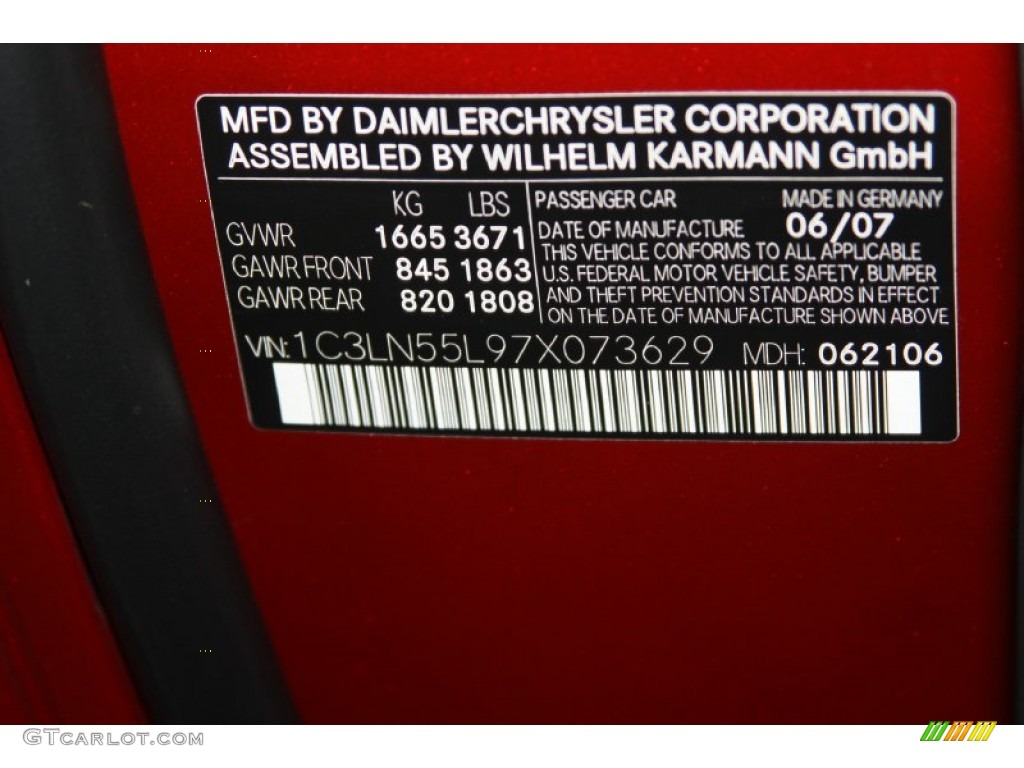 MFD BY DAIMLERCHRYSLER CORPORATION
ASSEMBLED BY WILHELM KARMANN GmbH
KG LBS
GVWR 1665 3671
GAWR FRONT 845 1863
GAWR REAR 820 1808
PASSENGER CAR MADE IN GERMANY
DATE OF MANUFACTURE 06/07
THIS VEHICLE CONFORMS TO ALL APPLICABLE
U.S. FEDERAL MOTOR VEHICLE SAFETY, BUMPER
AND THEFT PREVENTION STANDARDS IN EFFECT
ON THE DATE OF MANUFACTURE SHOWN ABOVE
VIN: 1C3LN55L97X073629 MDH: 062106
GTCarlot.com